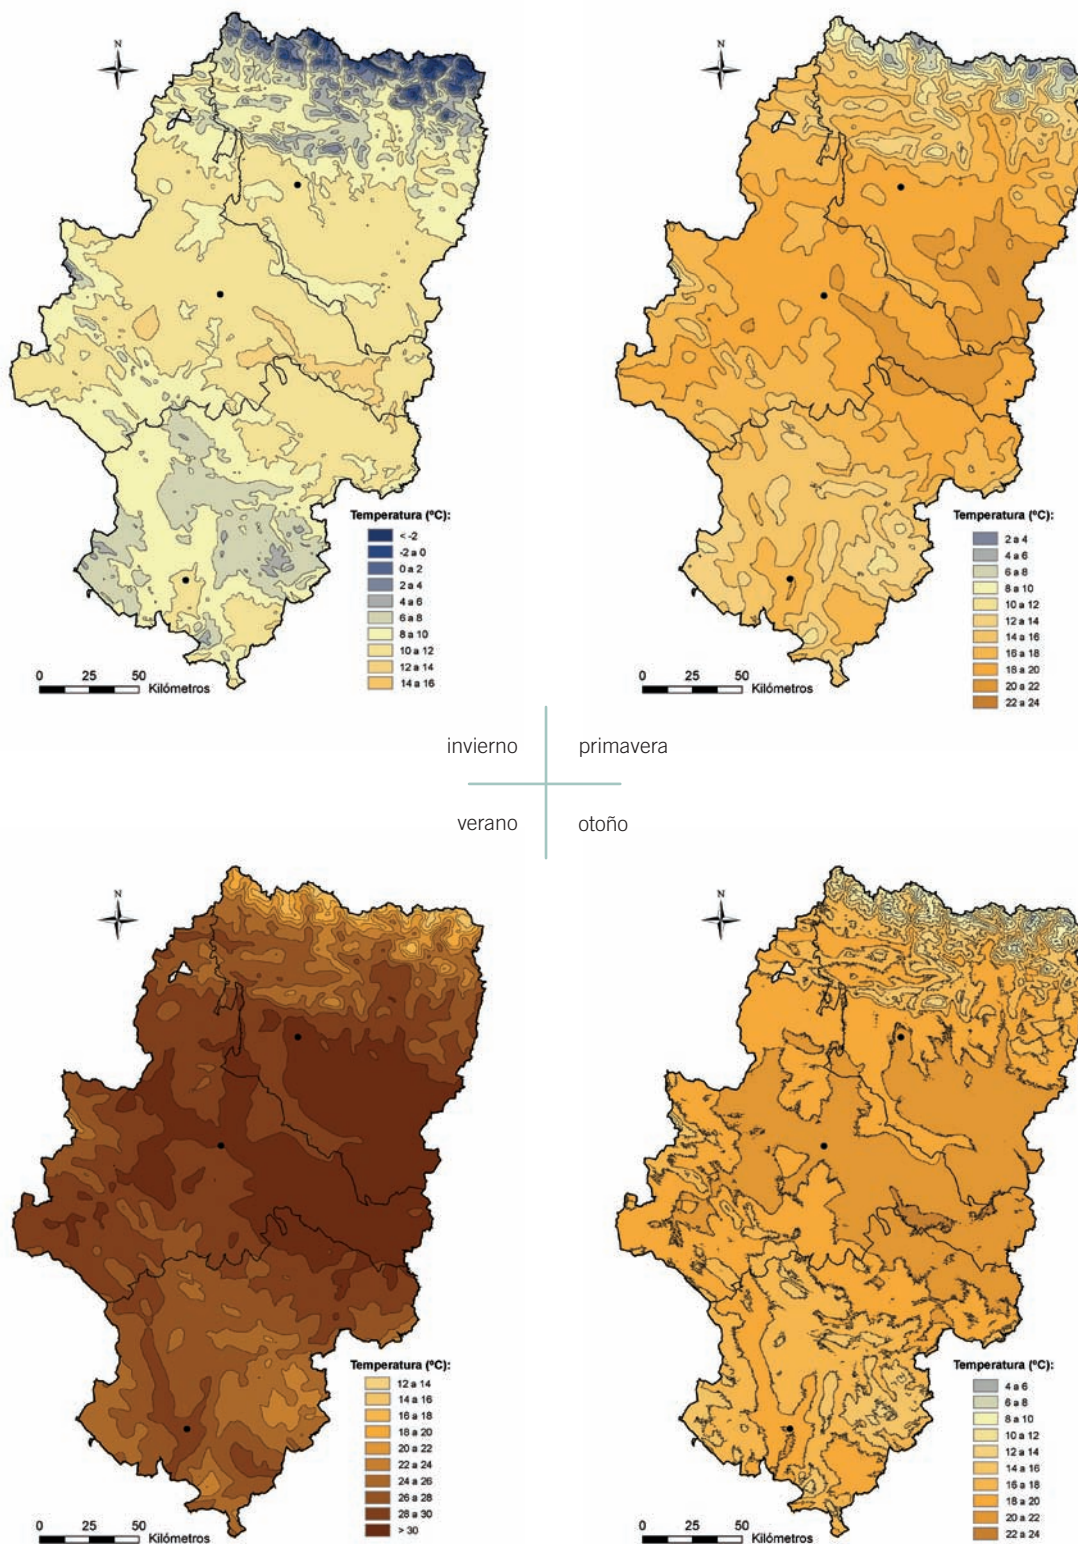 N
Temperatura (ºC):
< -2
-2 a 0
0 a 2
2 a 4
4 a 6
6 a 8
8 a 10
10 a 12
12 a 14
14 a 16
0 25 50
Kilómetros
N
Temperatura (ºC):
2 a 4
4 a 6
6 a 8
8 a 10
10 a 12
12 a 14
14 a 16
16 a 18
18 a 20
20 a 22
22 a 24
0 25 50
Kilómetros
invierno
primavera
verano
otoño
N
Temperatura (ºC):
12 a 14
14 a 16
16 a 18
18 a 20
20 a 22
22 a 24
24 a 26
26 a 28
28 a 30
> 30
0 25 50
Kilómetros
N
Temperatura (ºC):
4 a 6
6 a 8
8 a 10
10 a 12
12 a 14
14 a 16
16 a 18
18 a 20
20 a 22
22 a 24
0 25 50
Kilómetros